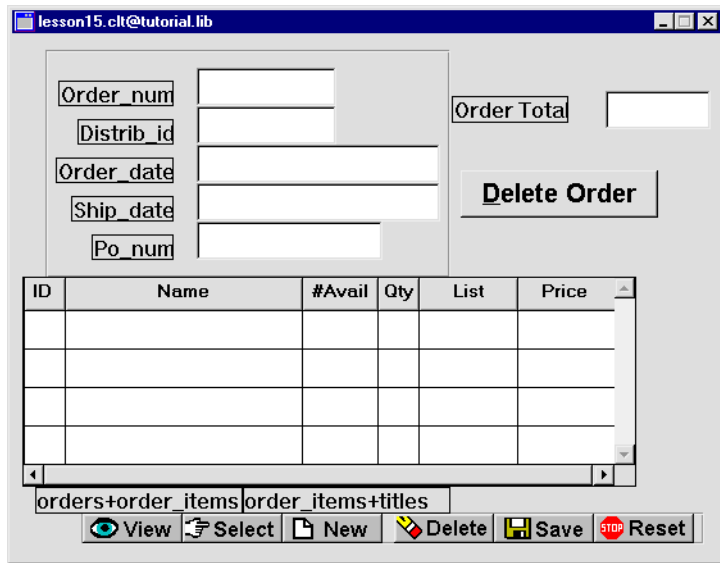 lesson15.clt@tutorial.lib
Order_num
Order Total
Distrib_id
Order_date
Delete Order
Ship_date
Po_num
ID Name #Avail Qty List Price
orders+order_items order_items+titles
View Select New Delete Save STOP Reset